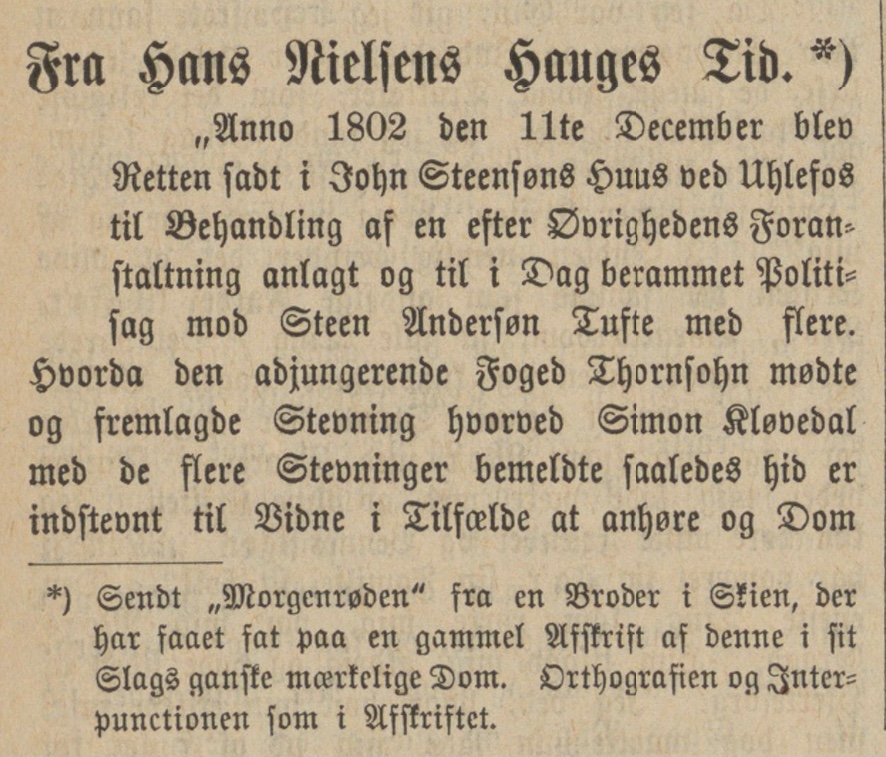 Fra Hans Nielsens Hauges Tid. *)
„Anno 1802 den 11te December blev
Retten sadt i John Steensøns Huus ved Uhlefos
til Behandling af en efter Øvrighedens Foran-
staltning anlagt og til i Dag berammet Politi-
sag mod Steen Andersøn Tufte med flere.
Hvorda den adjungerende Foged Thornsohn mødte
og fremlagde Stevning hvorved Simon Kløvedal
med de flere Stevninger bemeldte saaledes hid er
indstevnt til Vidne i Tilfælde at anhøre og Dom
*) Sendt „Morgenrøden“ fra en Broder i Skien, der
har faaet fat paa en gammel Afskrift af denne i sit
Slags ganske mærkelige Dom. Orthografien og Inter-
punctionen som i Afskriftet.